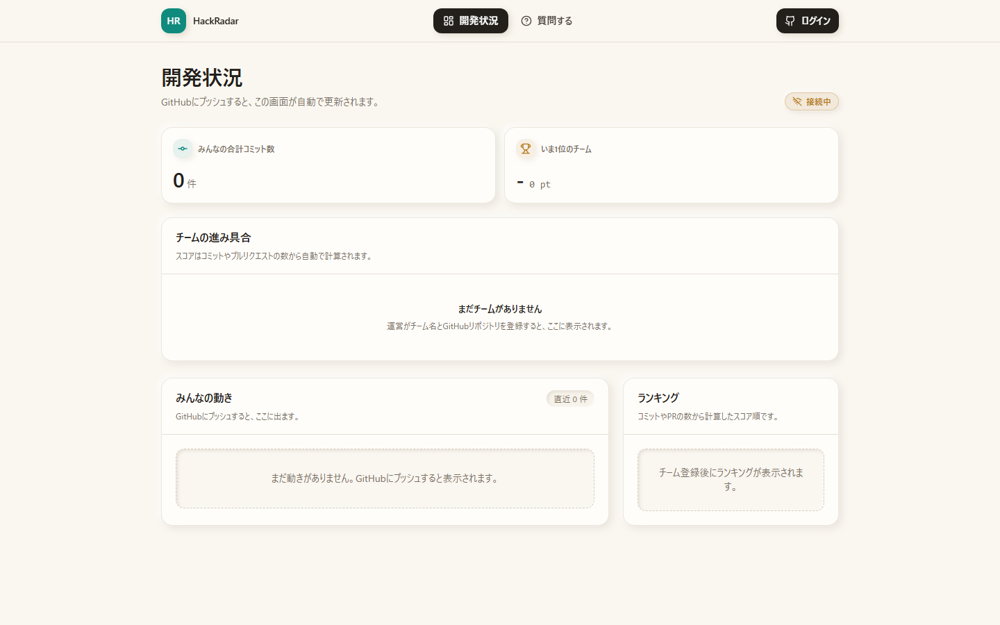 HR HackRadar 開発状況 質問する ログイン
開発状況
GitHubにプッシュすると、この画面が自動で更新されます。
接続中
みんなの合計コミット数
0 件
いま1位のチーム
- 0 pt
チームの進み具合
スコアはコミットやプルリクエストの数から自動で計算されます。
まだチームがありません
運営がチーム名とGitHubリポジトリを登録すると、ここに表示されます。
みんなの動き
直近 0 件
GitHubにプッシュすると、ここに出ます。
まだ動きがありません。GitHubにプッシュすると表示されます。
ランキング
コミットやPRの数から計算したスコア順です。
チーム登録後にランキングが表示されま
す。